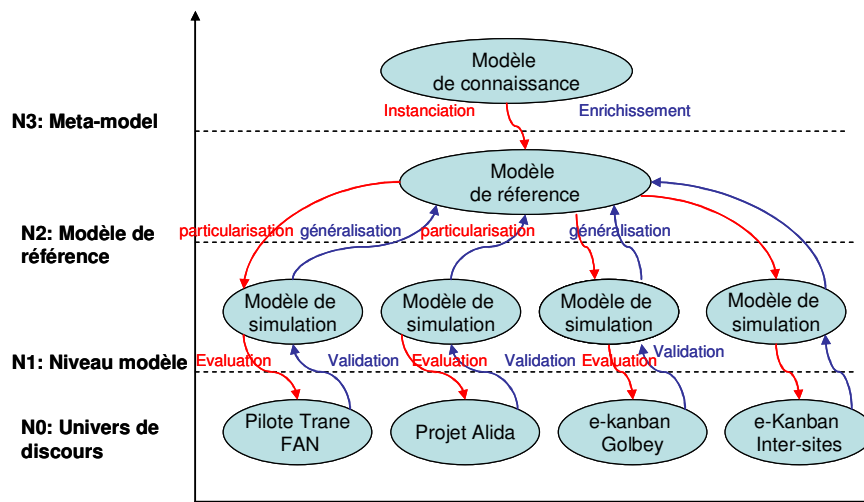 Modèle
de connaissance
Instanciation
Enrichissement
N3: Meta-model
Modèle
de réference
particularisation
généralisation
particularisation
généralisation
N2: Modèle de
référence
Modèle de
simulation
Modèle de
simulation
Modèle de
simulation
Modèle de
simulation
N1: Niveau modèle
Evaluation
Validation
Evaluation
Validation
Evaluation
Validation
N0: Univers de
discours
Pilote Trane
FAN
Projet Alida
e-kanban
Golbey
e-Kanban
Inter-sites